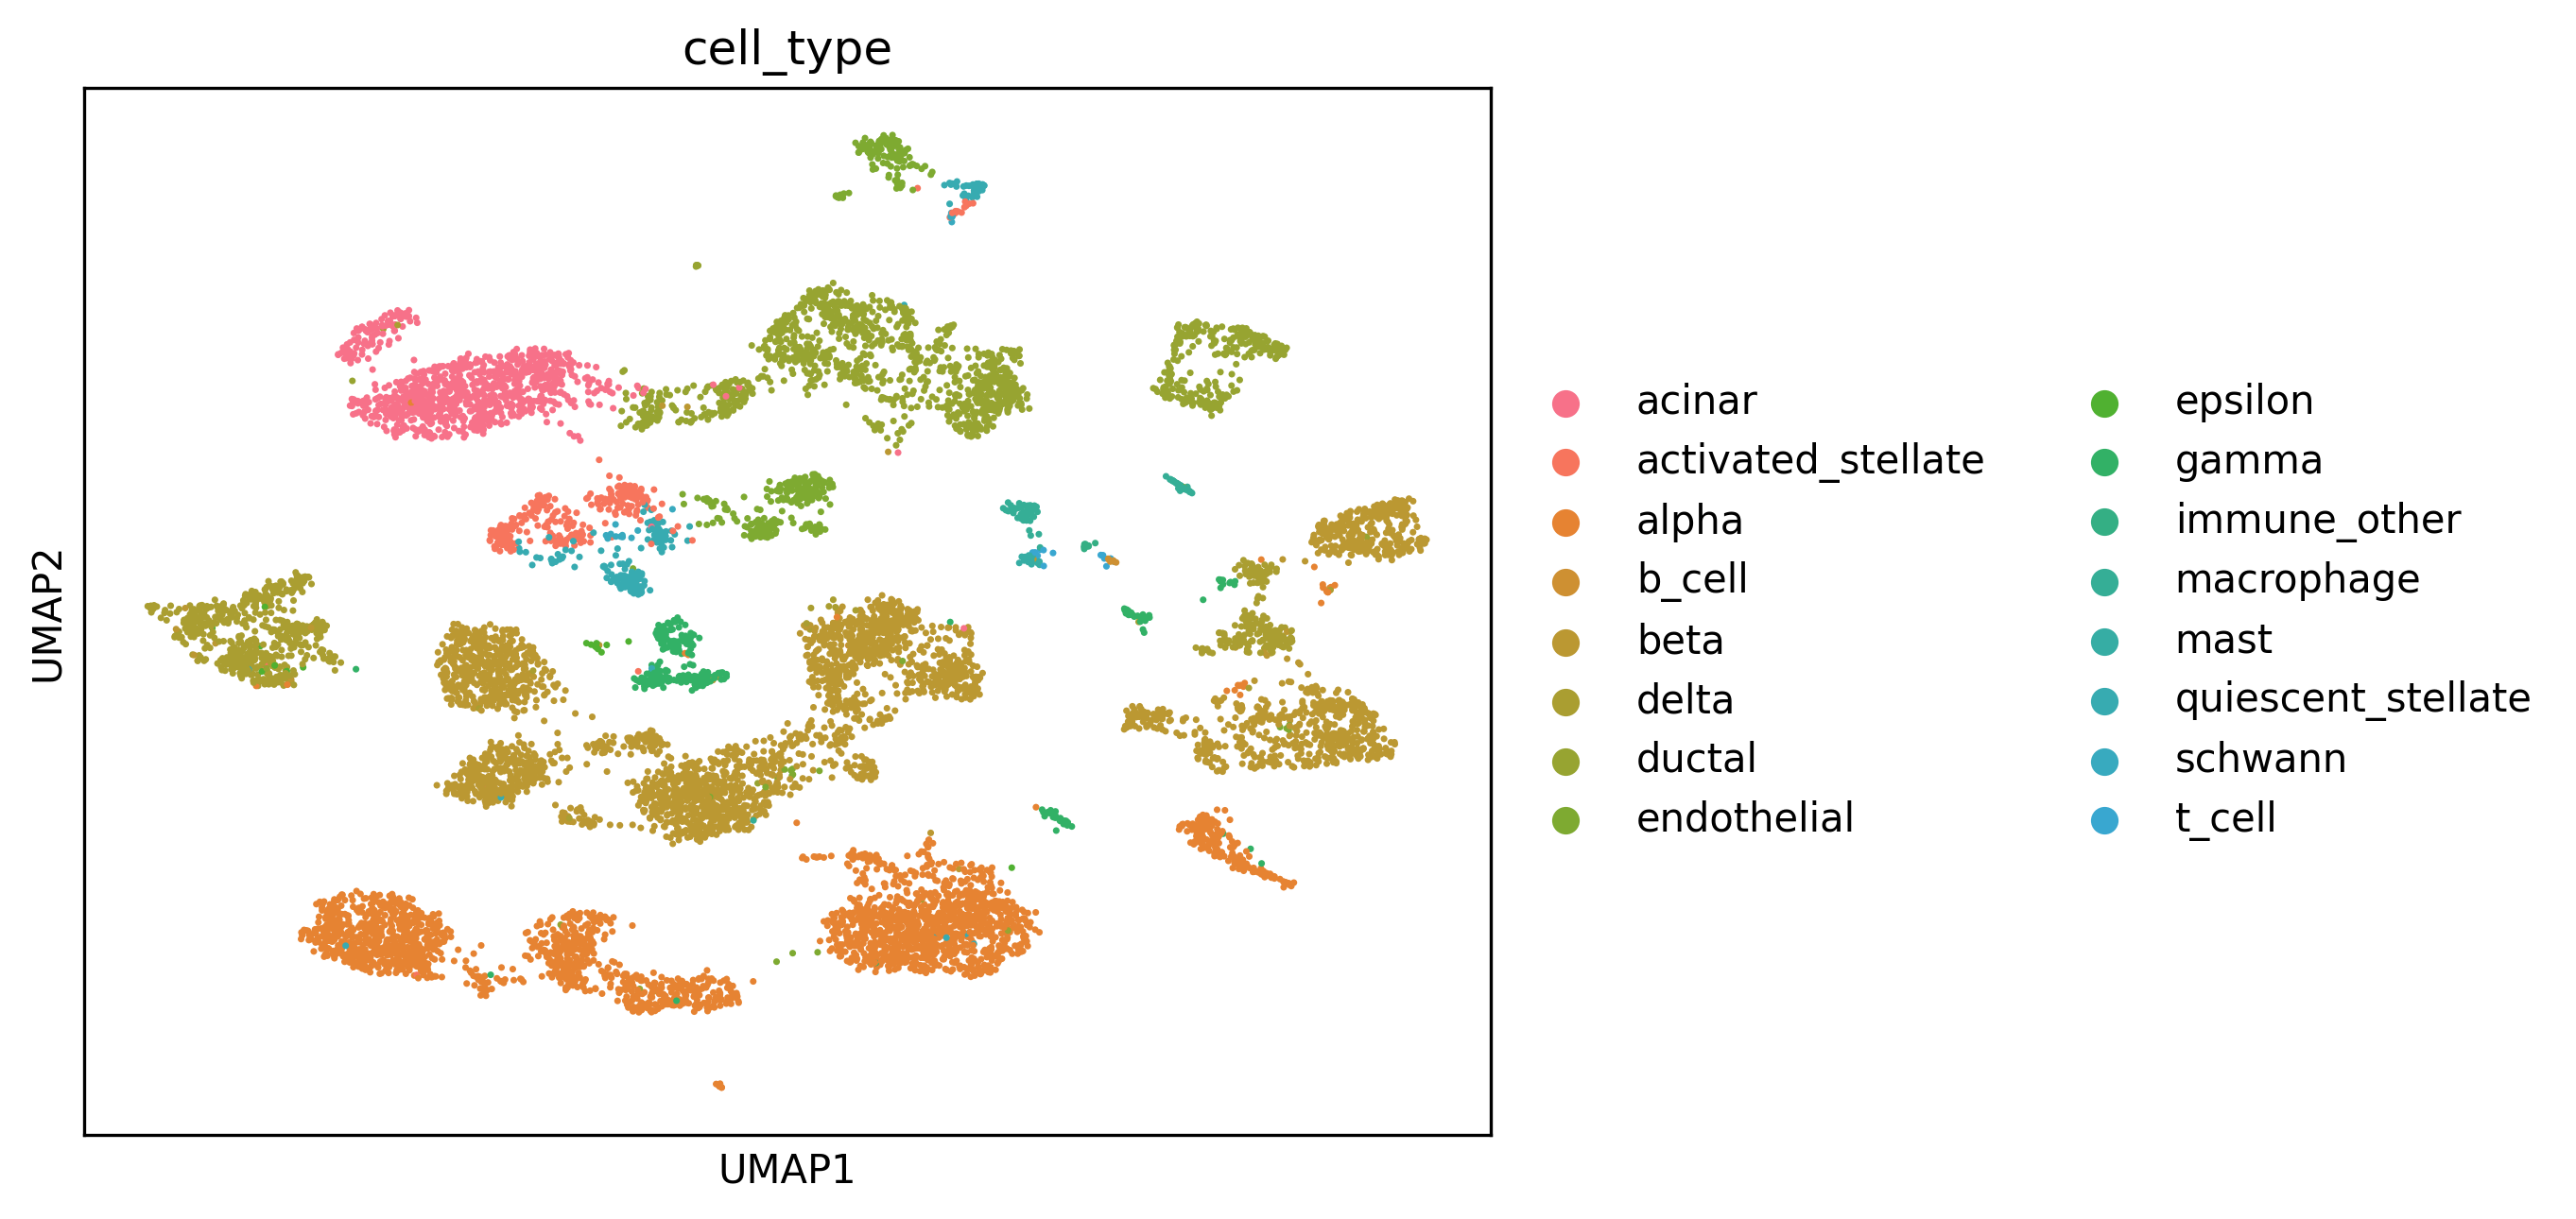 cell_type
UMAP2
UMAP1
acinar
activated_stellate
alpha
b_cell
beta
delta
ductal
endothelial
epsilon
gamma
immune_other
macrophage
mast
quiescent_stellate
schwann
t_cell